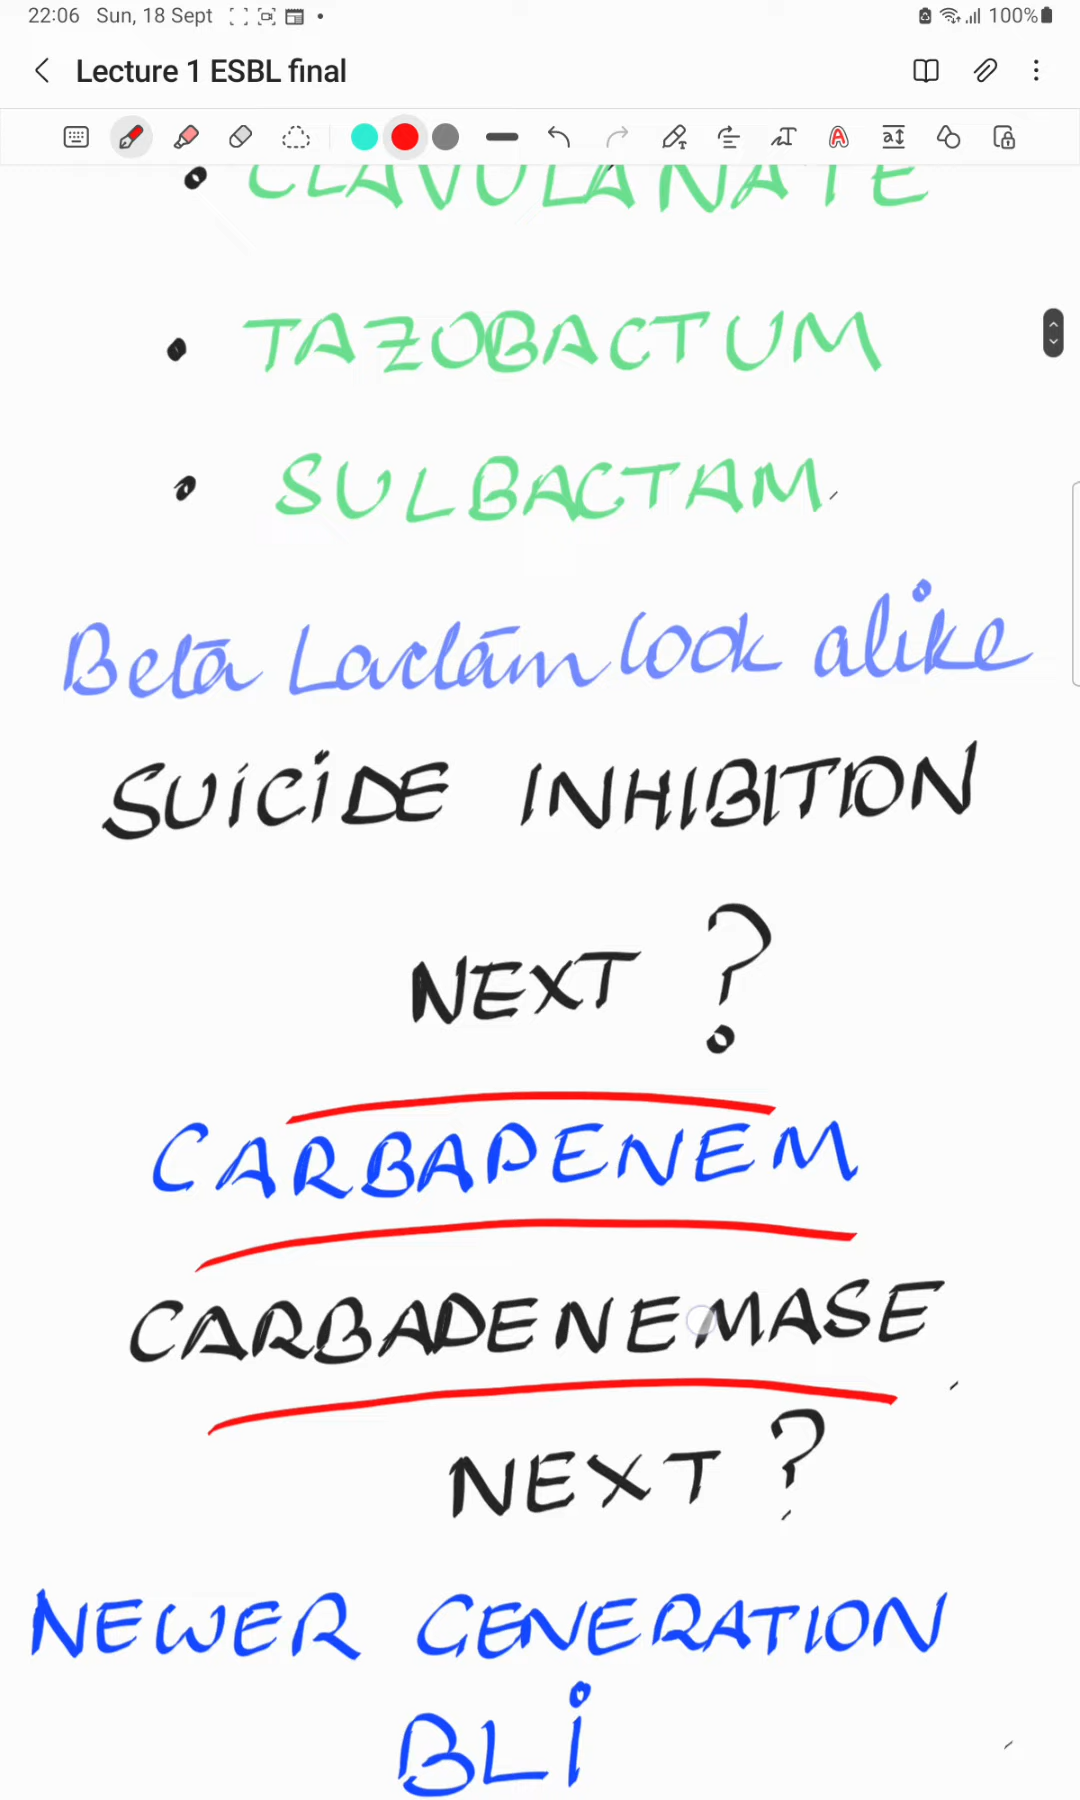 22:06 Sun, 18 Sept 100%
Lecture 1 ESBL final
• CLAVULANATE
• TAZOBACTUM
• SULBACTAM
Beta Lactam look alike
SUICIDE INHIBITION
NEXT ?
CARBAPENEM
CARBADENEMASE
NEXT ?
NEWER GENERATION
BLI